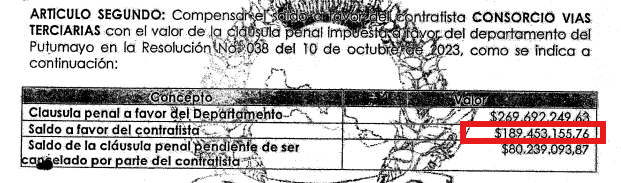 ARTICULO SEGUNDO: Compensar el saldo a favor del contratista CONSORCIO VIAS
TERCIARIAS con el valor de la cláusula penal impuesta a favor del departamento del
Putumayo en la Resolución No. 038 del 10 de octubre de 2023, como se indica a
continuación:
Concepto Valor
Clausula penal a favor del Departamento $269.692.249,63
Saldo a favor del contratista $189.453.155,76
Saldo de la cláusula penal pendiente de ser $80.239.093,87
cancelado por parte del contratista